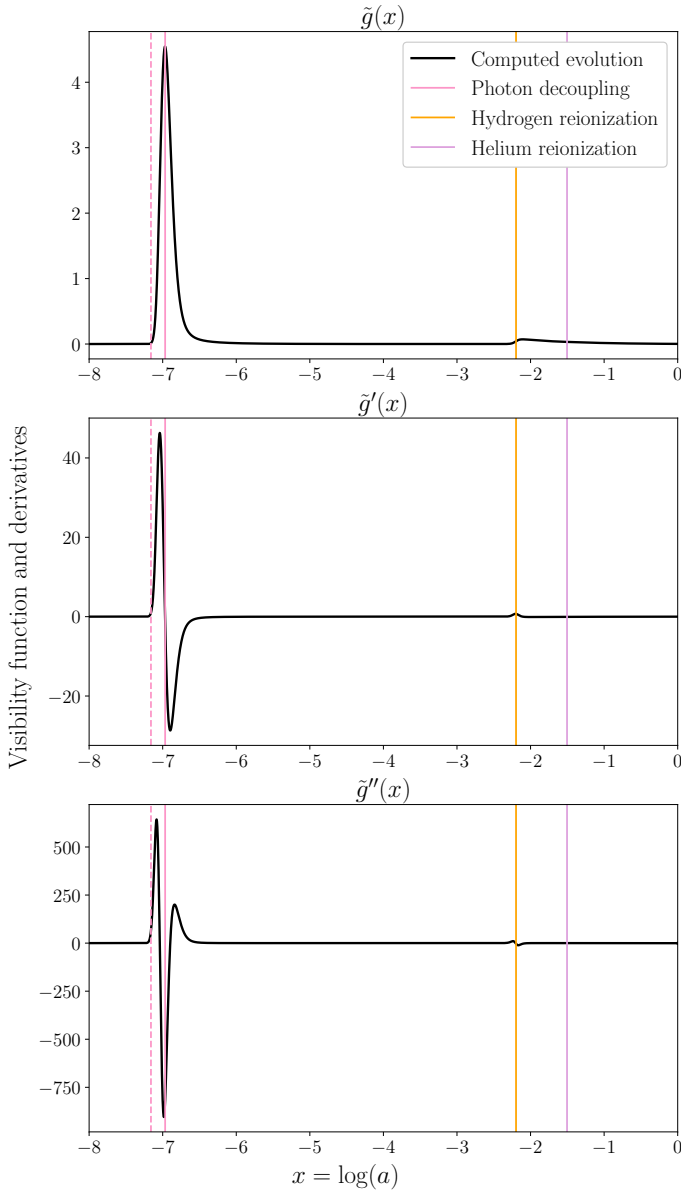 g̃(x)
Computed evolution
Photon decoupling
Hydrogen reionization
Helium reionization
4
3
2
1
0
−8 −7 −6 −5 −4 −3 −2 −1 0
g̃′(x)
Visibility function and derivatives
40
20
0
−20
−8 −7 −6 −5 −4 −3 −2 −1 0
g̃′′(x)
500
250
0
−250
−500
−750
−8 −7 −6 −5 −4 −3 −2 −1 0
x = log(a)